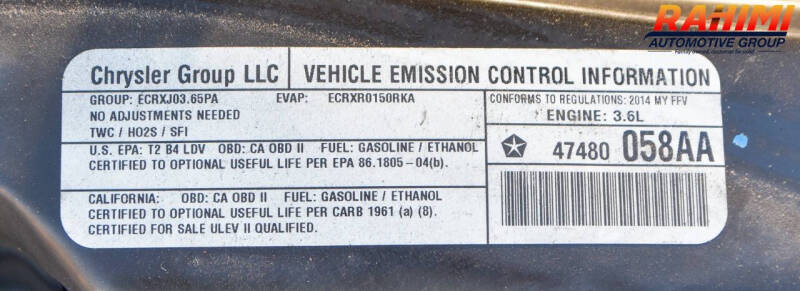 RAHIMI
AUTOMOTIVE GROUP
Chrysler Group LLC
VEHICLE EMISSION CONTROL INFORMATION
GROUP: ECRXJ03.65PA EVAP: ECRXR0150RKA
NO ADJUSTMENTS NEEDED
TWC / HO2S / SFI
CONFORMS TO REGULATIONS: 2014 MY FFV
ENGINE: 3.6L
U.S. EPA: T2 B4 LDV OBD: CA OBD II FUEL: GASOLINE / ETHANOL
CERTIFIED TO OPTIONAL USEFUL LIFE PER EPA 86.1805-04(b).
47480 058AA
CALIFORNIA: OBD: CA OBD II FUEL: GASOLINE / ETHANOL
CERTIFIED TO OPTIONAL USEFUL LIFE PER CARB 1961 (a) (8).
CERTIFIED FOR SALE ULEV II QUALIFIED.